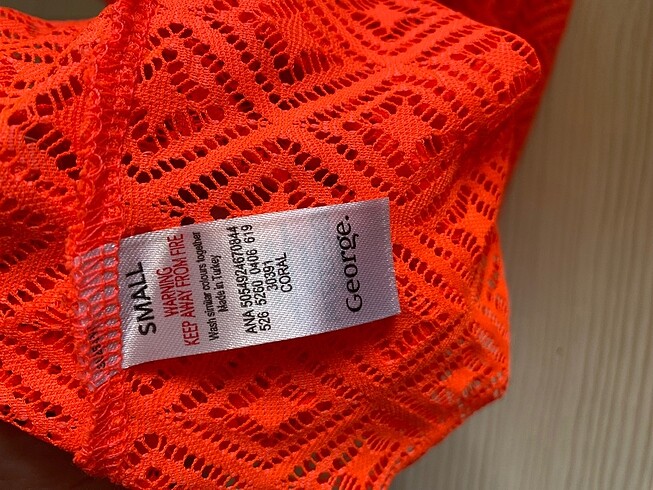 SMALL
WARNING
KEEP AWAY FROM FIRE
Wash similar colours together
Made in Turkey
ANA 5054924670844
526 5260 0406 619
30391
CORAL
George.